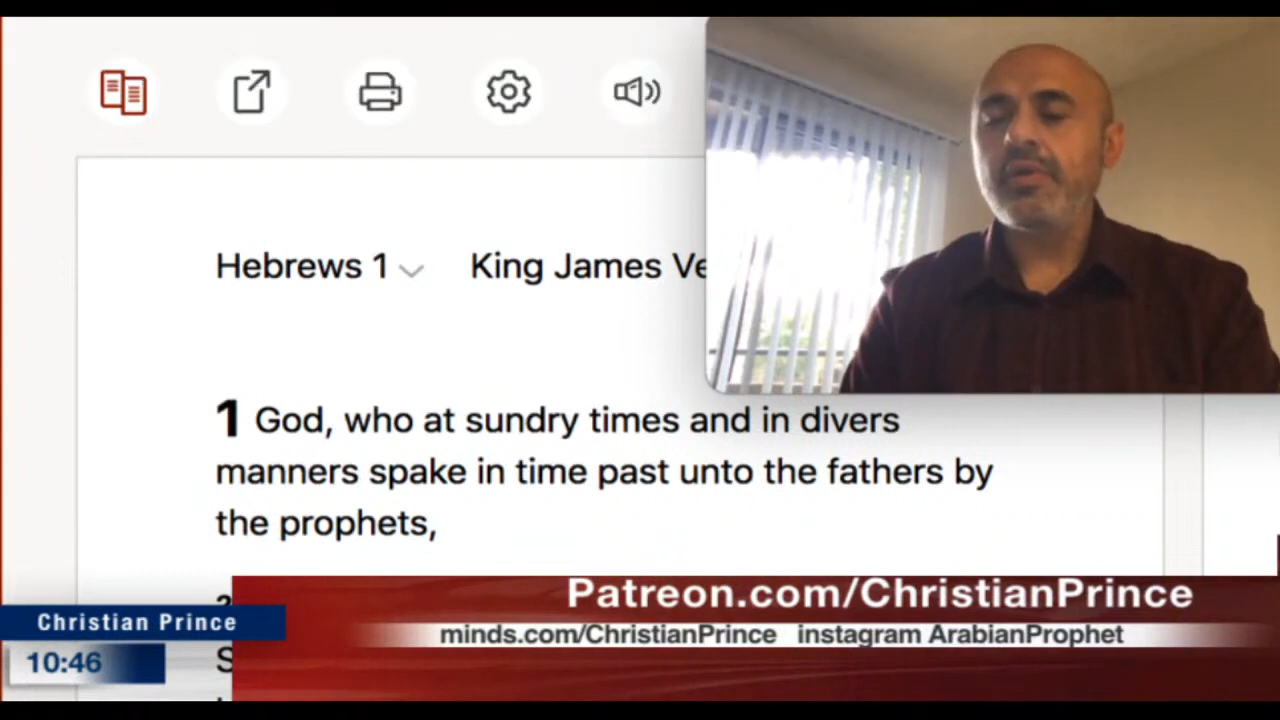 Hebrews 1 King James Ve
1 God, who at sundry times and in divers
manners spake in time past unto the fathers by
the prophets,
2
S
Patreon.com/ChristianPrince
minds.com/ChristianPrince instagram ArabianProphet
Christian Prince
10:46